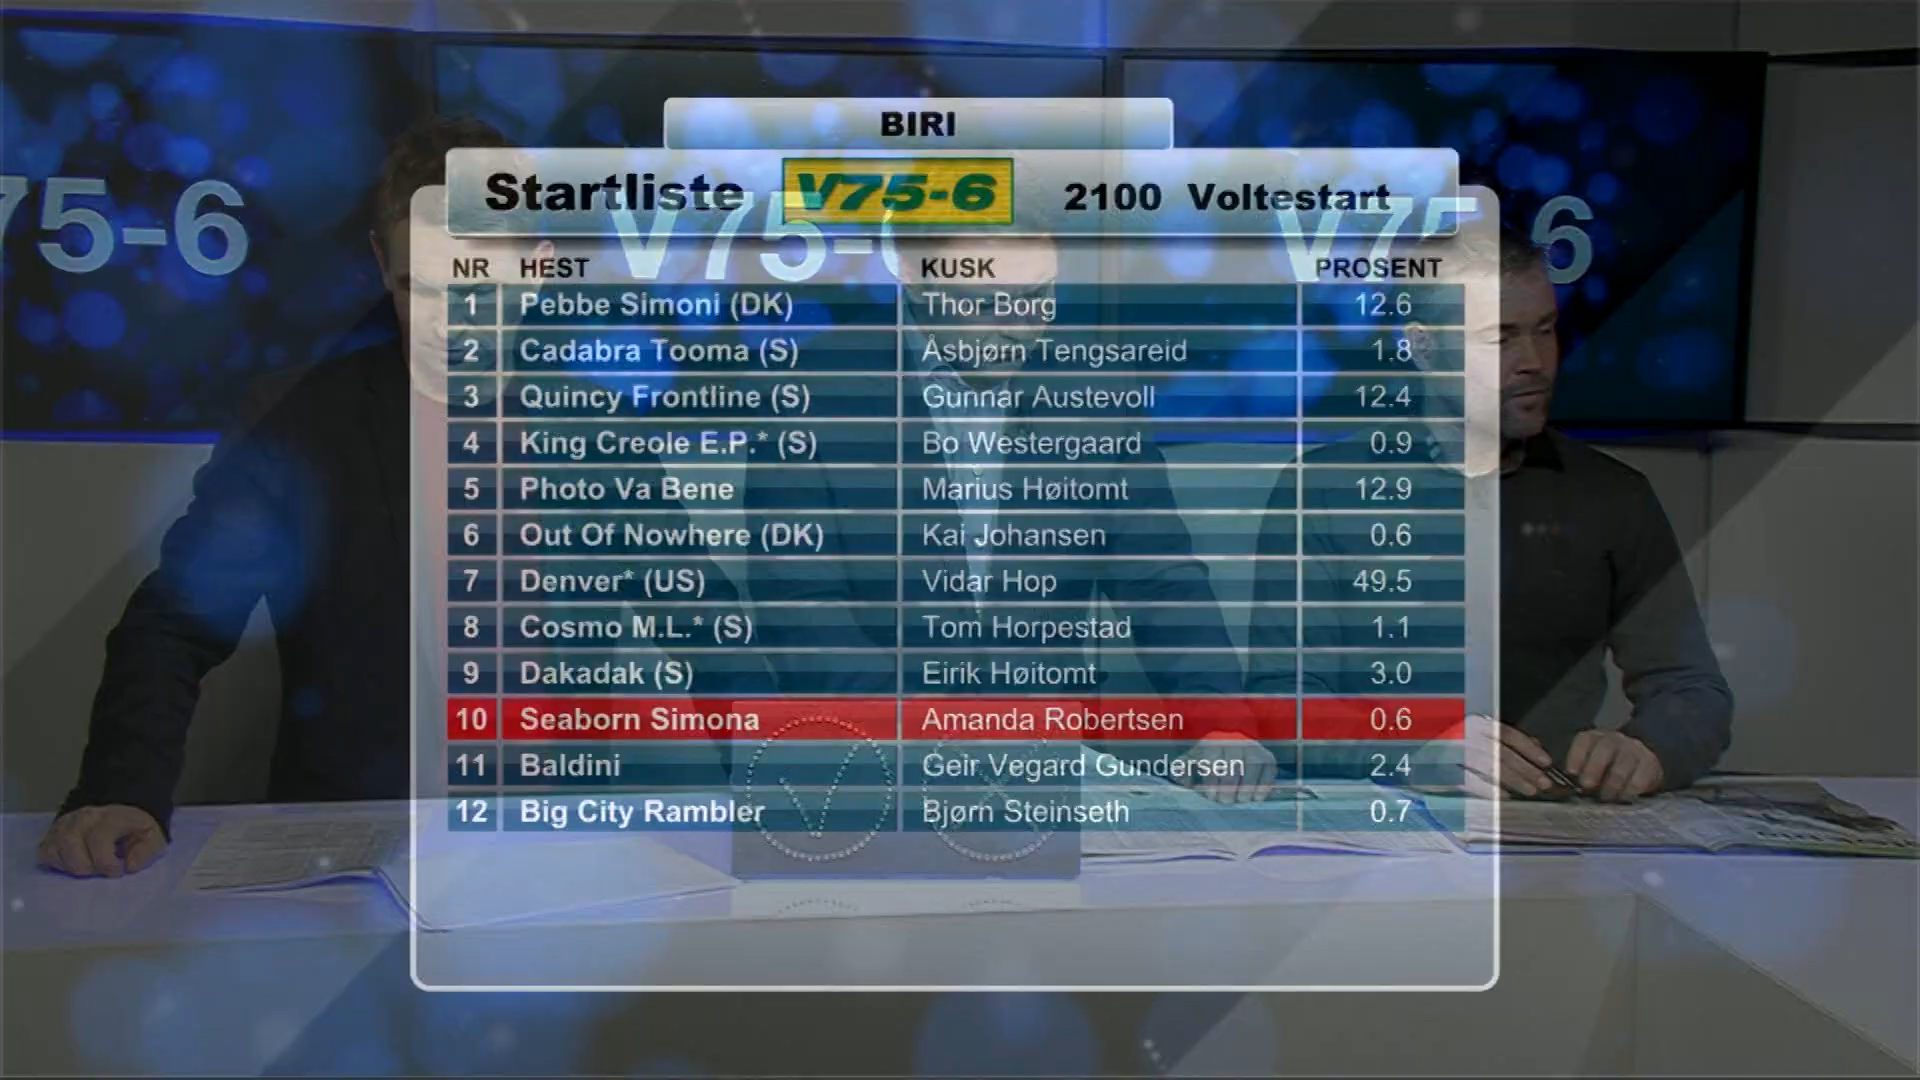 BIRI
Startliste V75-6 2100 Voltestart
75-6 V75- V75 6
NR HEST KUSK PROSENT
1 Pebbe Simoni (DK) Thor Borg 12.6
2 Cadabra Tooma (S) Åsbjørn Tengsareid 1.8
3 Quincy Frontline (S) Gunnar Austevoll 12.4
4 King Creole E.P.* (S) Bo Westergaard 0.9
5 Photo Va Bene Marius Høitomt 12.9
6 Out Of Nowhere (DK) Kai Johansen 0.6
7 Denver* (US) Vidar Hop 49.5
8 Cosmo M.L.* (S) Tom Horpestad 1.1
9 Dakadak (S) Eirik Høitomt 3.0
10 Seaborn Simona Amanda Robertsen 0.6
11 Baldini Geir Vegard Gundersen 2.4
12 Big City Rambler Bjørn Steinseth 0.7